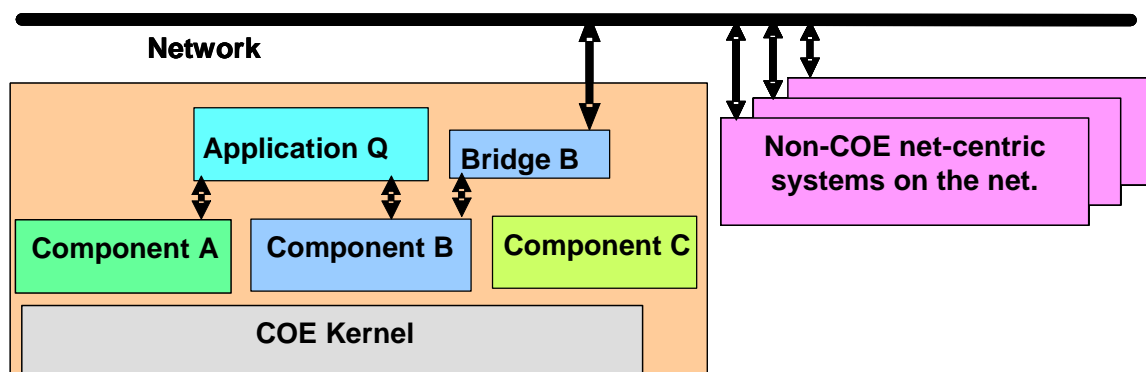 Network
Application Q
Bridge B
Non-COE net-centric
systems on the net.
Component A
Component B
Component C
COE Kernel